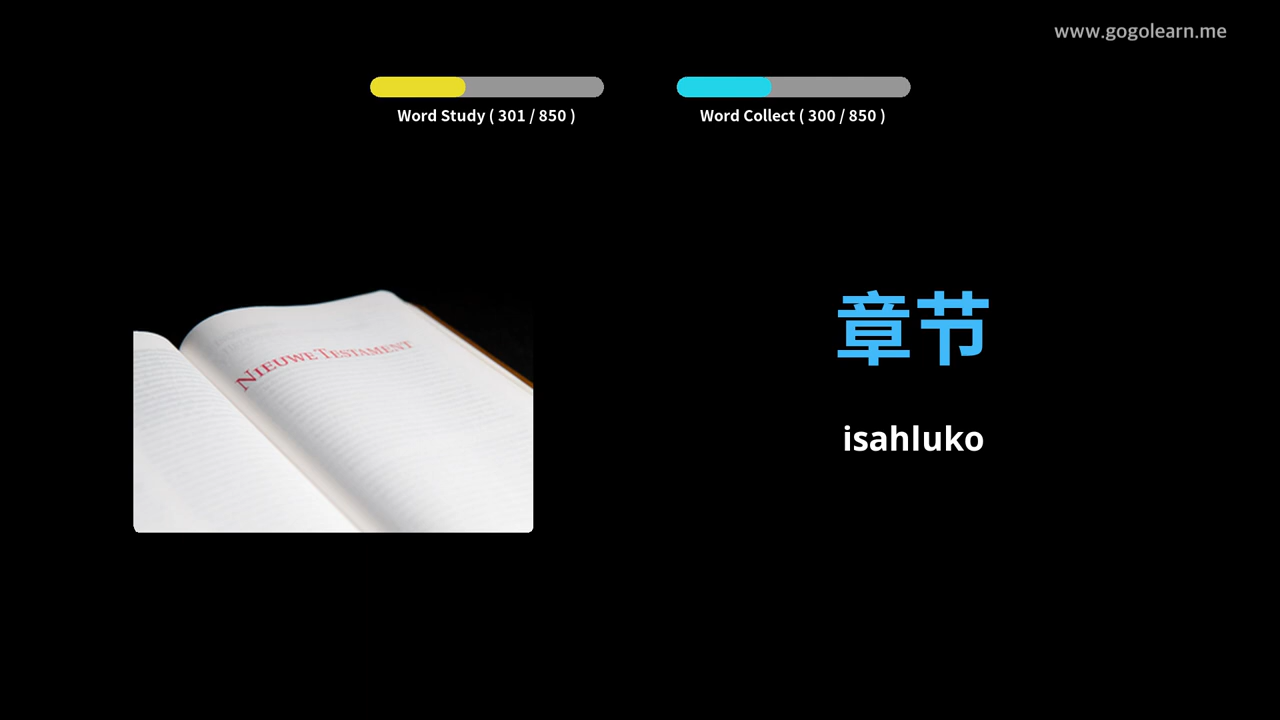 www.gogolearn.me
Word Study ( 301 / 850 )
Word Collect ( 300 / 850 )
NIEUWE TESTAMENT
章节
isahluko